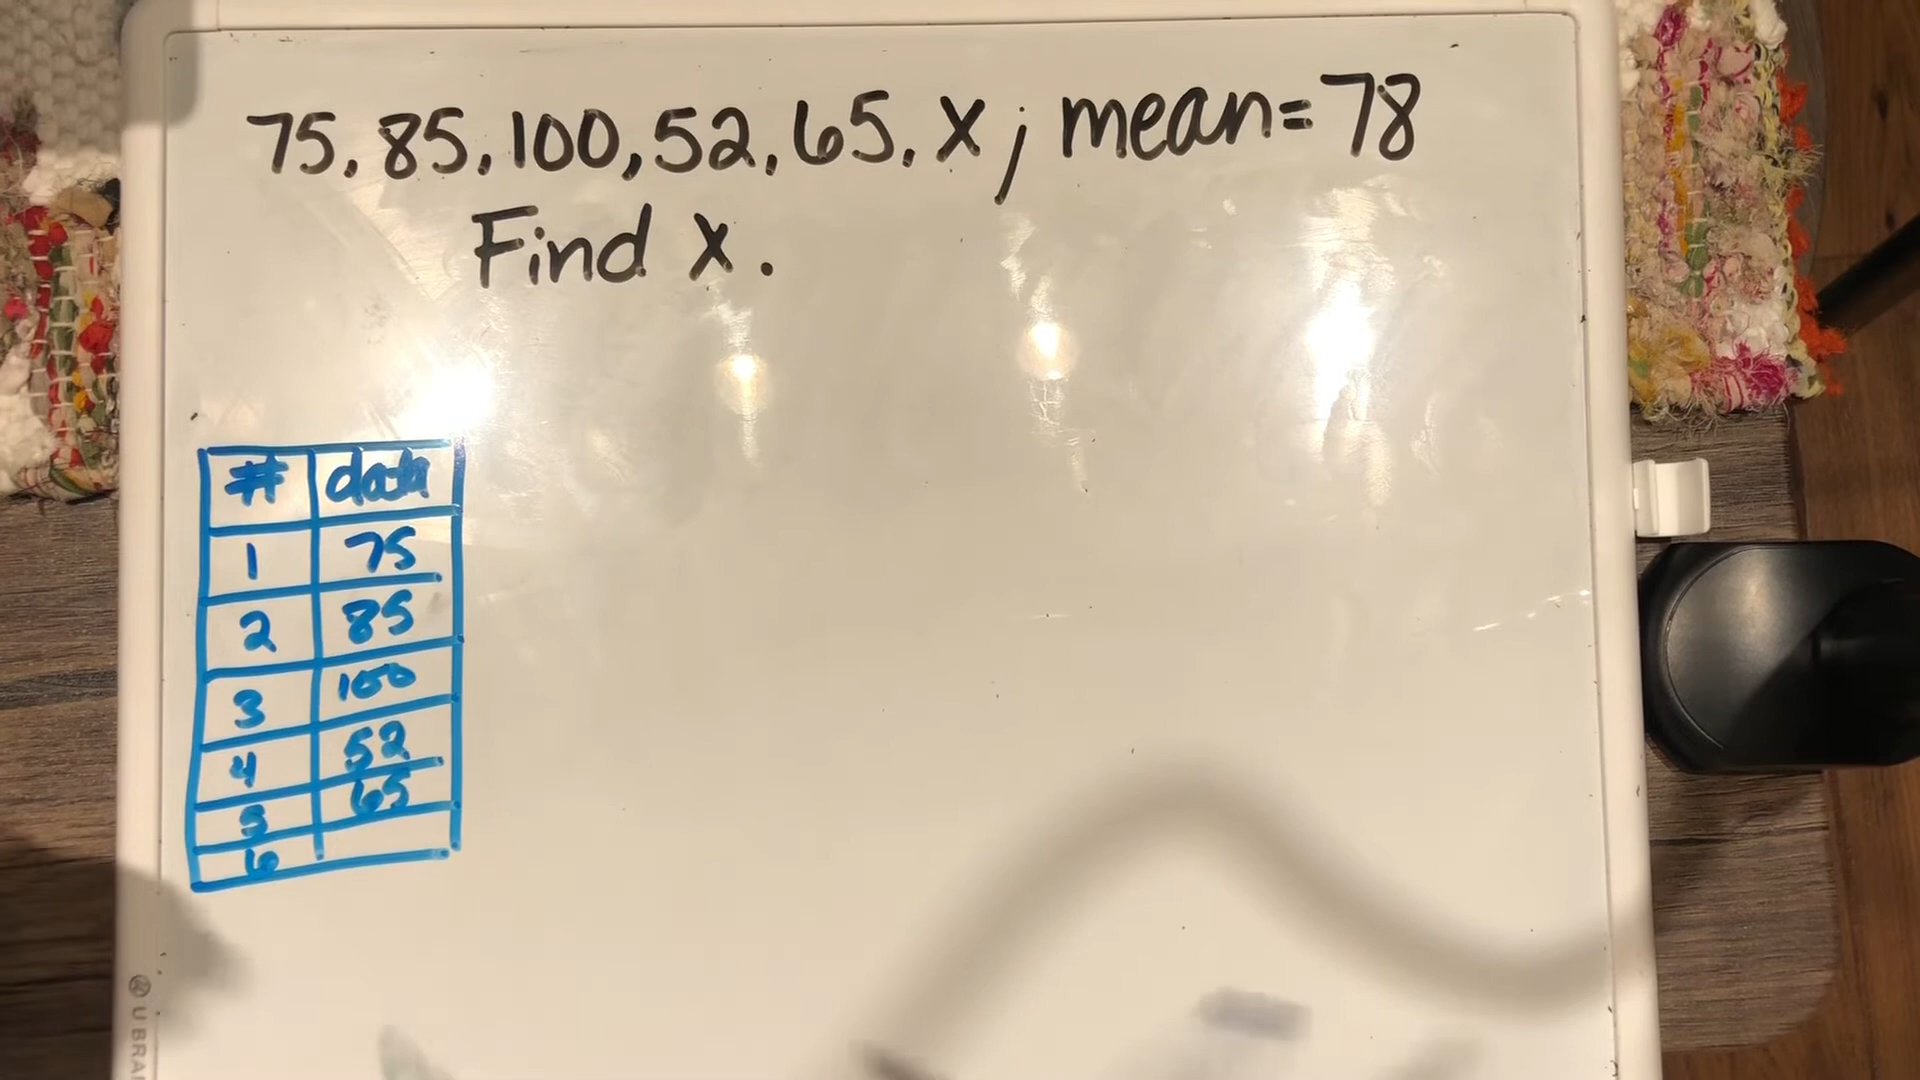 75, 85, 100, 52, 65, x ; mean = 78
Find x.
# data
1 75
2 85
3 100
4 52
5 65
6